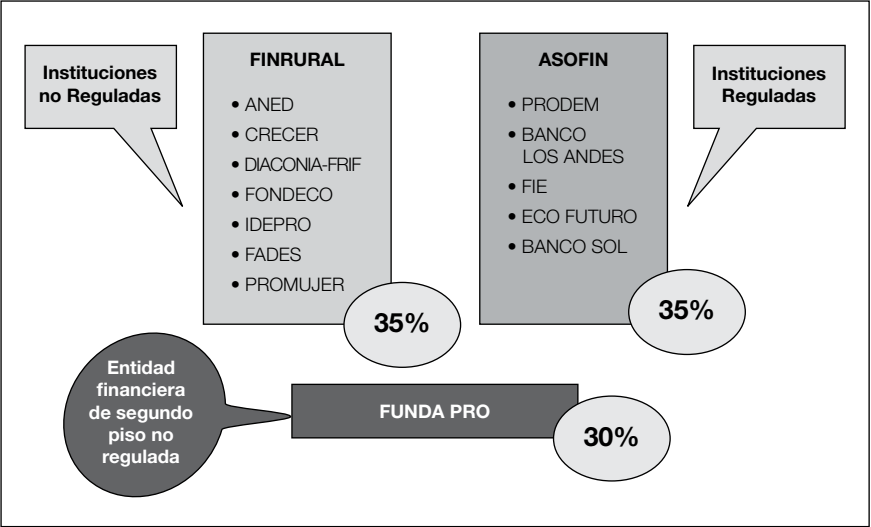 Instituciones
no Reguladas
FINRURAL
• ANED
• CRECER
• DIACONIA-FRIF
• FONDECO
• IDEPRO
• FADES
• PROMUJER
35%
ASOFIN
• PRODEM
• BANCO
LOS ANDES
• FIE
• ECO FUTURO
• BANCO SOL
35%
Instituciones
Reguladas
Entidad
financiera
de segundo
piso no
regulada
FUNDA PRO
30%